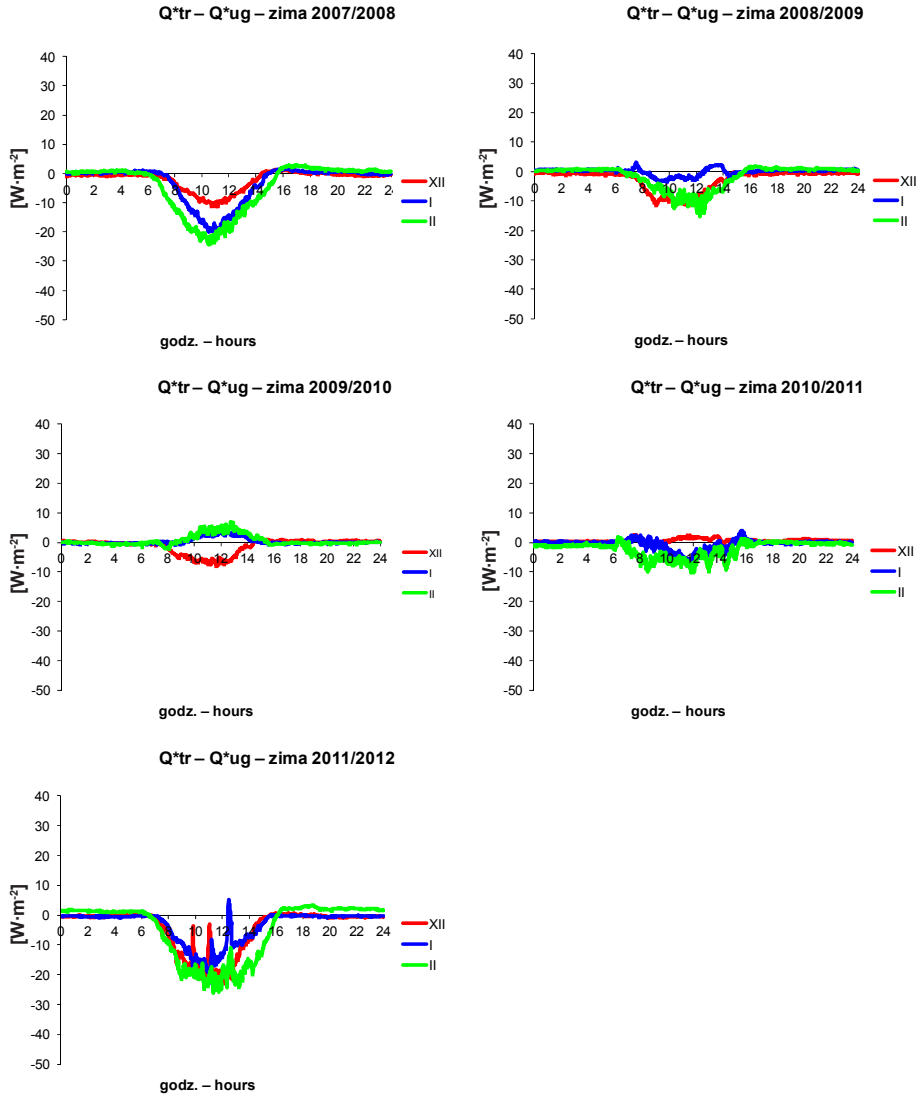 Q*tr – Q*ug – zima 2007/2008
40
30
20
10
0
-10
-20
-30
-40
-50
0 2 4 6 8 10 12 14 16 18 20 22 24
[W·m-2]
XII
I
II
godz. – hours
Q*tr – Q*ug – zima 2008/2009
40
30
20
10
0
-10
-20
-30
-40
-50
0 2 4 6 8 10 12 14 16 18 20 22 24
[W·m-2]
XII
I
II
godz. – hours
Q*tr – Q*ug – zima 2009/2010
40
30
20
10
0
-10
-20
-30
-40
-50
0 2 4 6 8 10 12 14 16 18 20 22 24
[W·m-2]
XII
I
II
godz. – hours
Q*tr – Q*ug – zima 2010/2011
40
30
20
10
0
-10
-20
-30
-40
-50
0 2 4 6 8 10 12 14 16 18 20 22 24
[W·m-2]
XII
I
II
godz. – hours
Q*tr – Q*ug – zima 2011/2012
40
30
20
10
0
-10
-20
-30
-40
-50
0 2 4 6 8 10 12 14 16 18 20 22 24
[W·m-2]
XII
I
II
godz. – hours